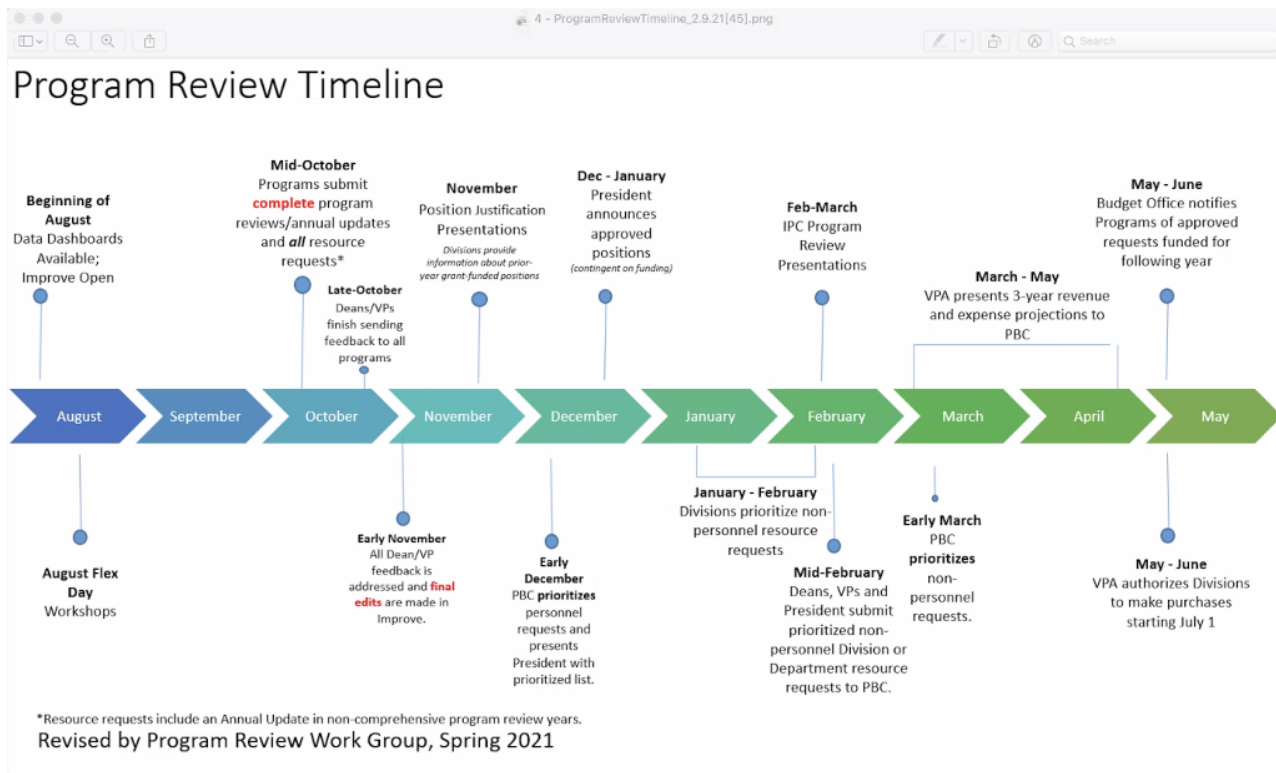 4 - ProgramReviewTimeline_2.9.21[45].png
Search
Program Review Timeline
Beginning of
August
Data Dashboards
Available;
Improve Open
Mid-October
Programs submit
complete program
reviews/annual updates
and all resource
requests*
Late-October
Deans/VPs
finish sending
feedback to all
programs
November
Position Justification
Presentations
Divisions provide
information about prior-
year grant-funded positions
Dec - January
President
announces
approved
positions
(contingent on funding)
Feb-March
IPC Program
Review
Presentations
March - May
VPA presents 3-year revenue
and expense projections to
PBC
May - June
Budget Office notifies
Programs of approved
requests funded for
following year
August
September
October
November
December
January
February
March
April
May
August Flex
Day
Workshops
Early November
All Dean/VP
feedback is
addressed and final
edits are made in
Improve.
Early
December
PBC prioritizes
personnel
requests and
presents
President with
prioritized list.
January - February
Divisions prioritize non-
personnel resource
requests
Mid-February
Deans, VPs and
President submit
prioritized non-
personnel Division or
Department resource
requests to PBC.
Early March
PBC
prioritizes
non-
personnel
requests.
May - June
VPA authorizes Divisions
to make purchases
starting July 1
*Resource requests include an Annual Update in non-comprehensive program review years.
Revised by Program Review Work Group, Spring 2021